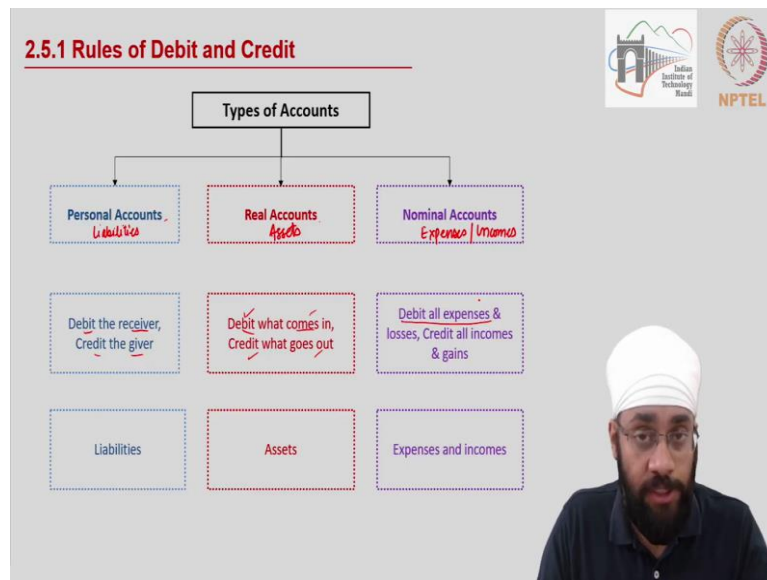 2.5.1 Rules of Debit and Credit
Indian
Institute of
Technology
Mandi
NPTEL
Types of Accounts
Personal Accounts
Liabilities
Real Accounts
Assets
Nominal Accounts
Expenses / Incomes
Debit the receiver,
Credit the giver
Debit what comes in,
Credit what goes out
Debit all expenses &
losses, Credit all incomes
& gains
Liabilities
Assets
Expenses and incomes